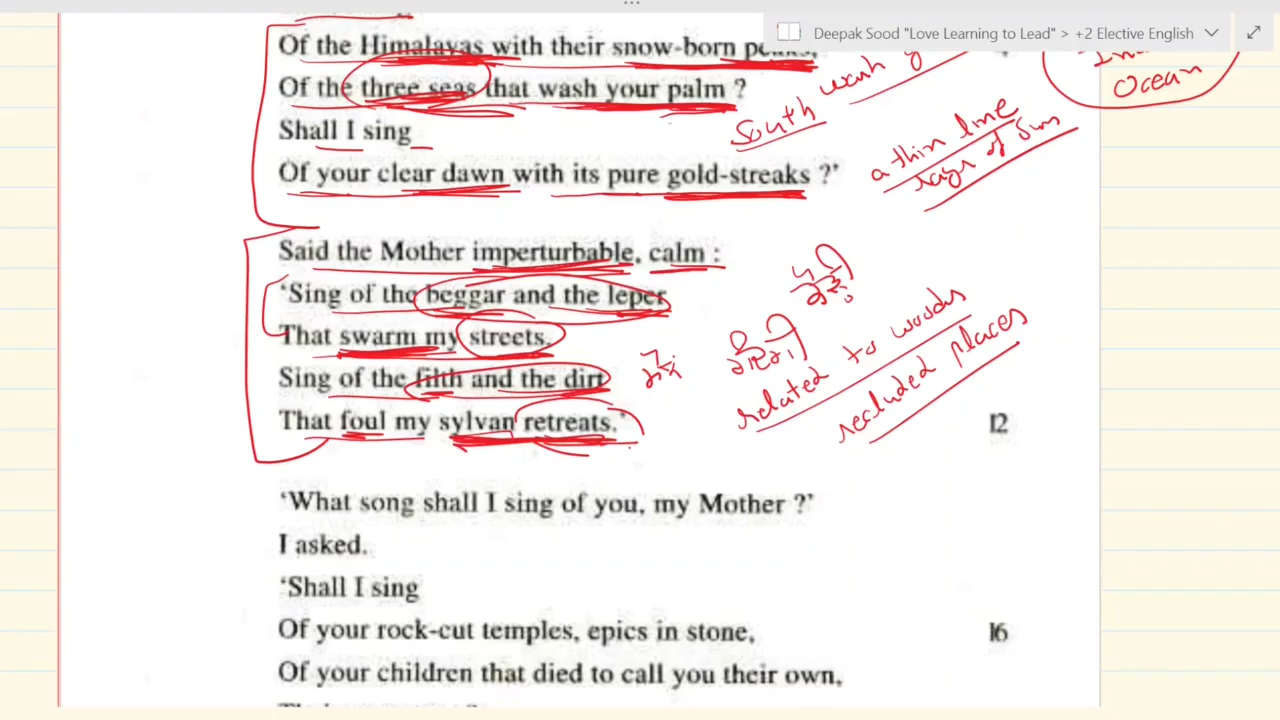 Deepak Sood "Love Learning to Lead" > +2 Elective English
Of the Himalayas with their snow-born peaks,
Ocean
Of the three seas that wash your palm ?
South wash
Shall I sing
a thin line
rays of sun
Of your clear dawn with its pure gold-streaks ?'
Said the Mother imperturbable, calm :
'Sing of the beggar and the leper
That swarm my streets.
Sing of the filth and the dirt
related to woods
That foul my sylvan retreats.'
secluded places
12
'What song shall I sing of you, my Mother ?'
I asked.
'Shall I sing
Of your rock-cut temples, epics in stone,
16
Of your children that died to call you their own,